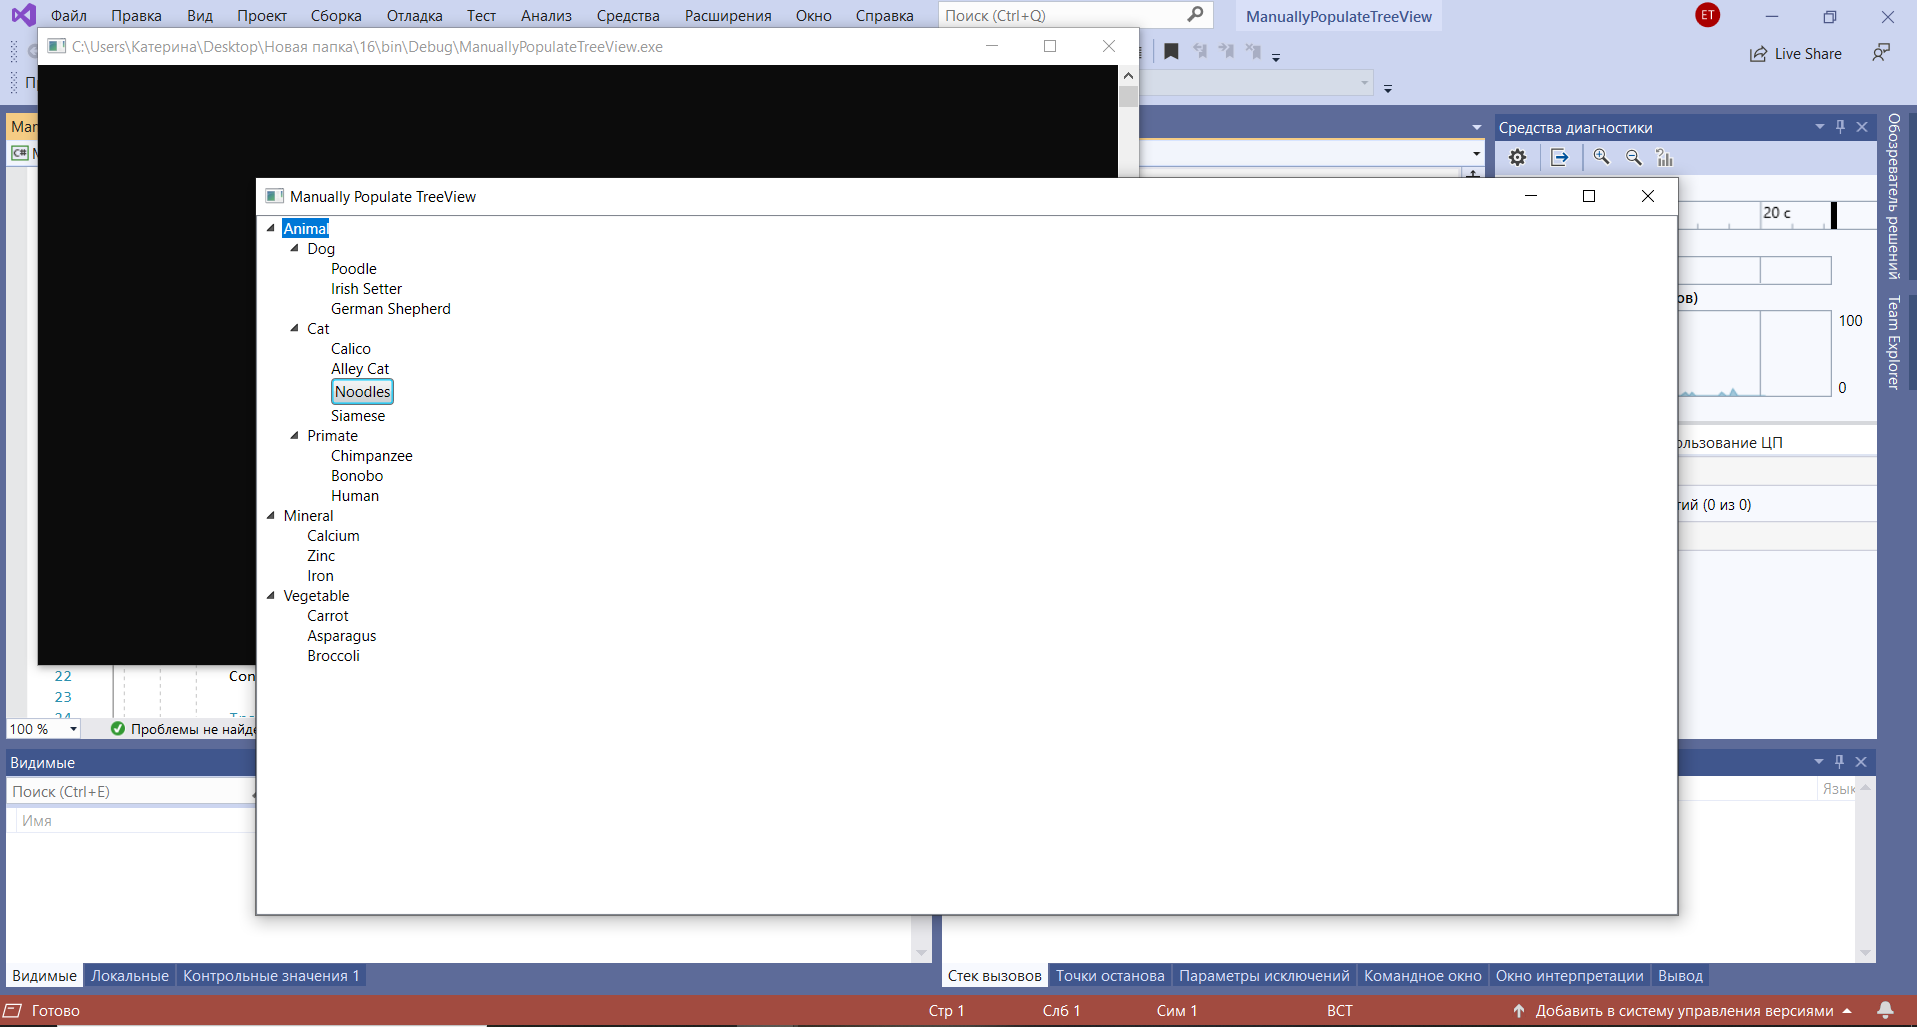 Файл Правка Вид Проект Сборка Отладка Тест Анализ Средства Расширения Окно Справка Поиск (Ctrl+Q) ManuallyPopulateTreeView ET
C:\Users\Катерина\Desktop\Новая папка\16\bin\Debug\ManuallyPopulateTreeView.exe
Live Share
Средства диагностики
C#
20 с
Manually Populate TreeView
Animal
Dog
Poodle
Irish Setter
German Shepherd
Cat
Calico
Alley Cat
Noodles
Siamese
Primate
Chimpanzee
Bonobo
Human
Mineral
Calcium
Zinc
Iron
Vegetable
Carrot
Asparagus
Broccoli
ов)
100
0
ользование ЦП
тий (0 из 0)
Обозреватель решений
Team Explorer
22 Con
23
24
100 % Проблемы не найде
Видимые
Поиск (Ctrl+E)
Имя
Язык
Видимые Локальные Контрольные значения 1
Стек вызовов Точки останова Параметры исключений Командное окно Окно интерпретации Вывод
Готово Стр 1 Слб 1 Сим 1 ВСТ Добавить в систему управления версиями